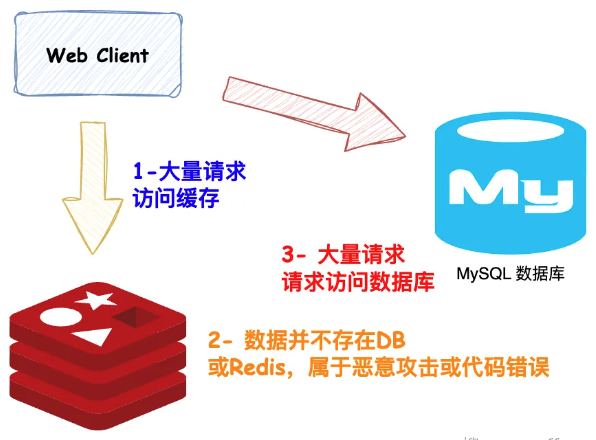 Web Client
1-大量请求
访问缓存
My
3- 大量请求
请求访问数据库
MySQL 数据库
2- 数据并不存在DB
或Redis，属于恶意攻击或代码错误